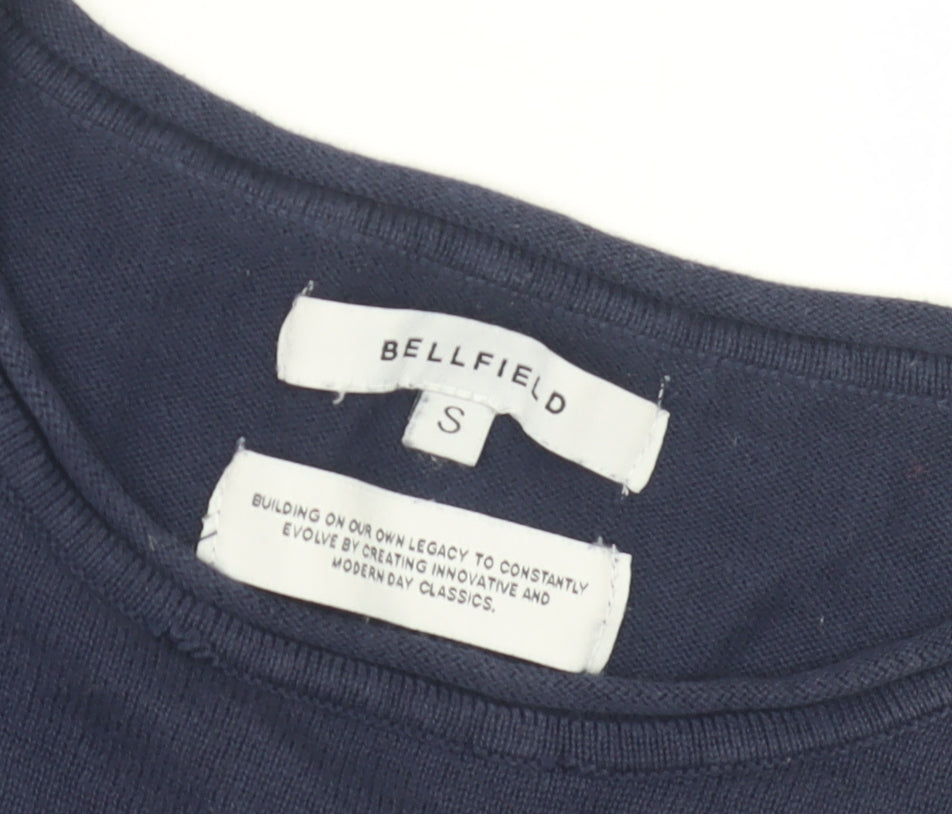 BELLFIELD
S
BUILDING ON OUR OWN LEGACY TO CONSTANTLY
EVOLVE BY CREATING INNOVATIVE AND
MODERN DAY CLASSICS.